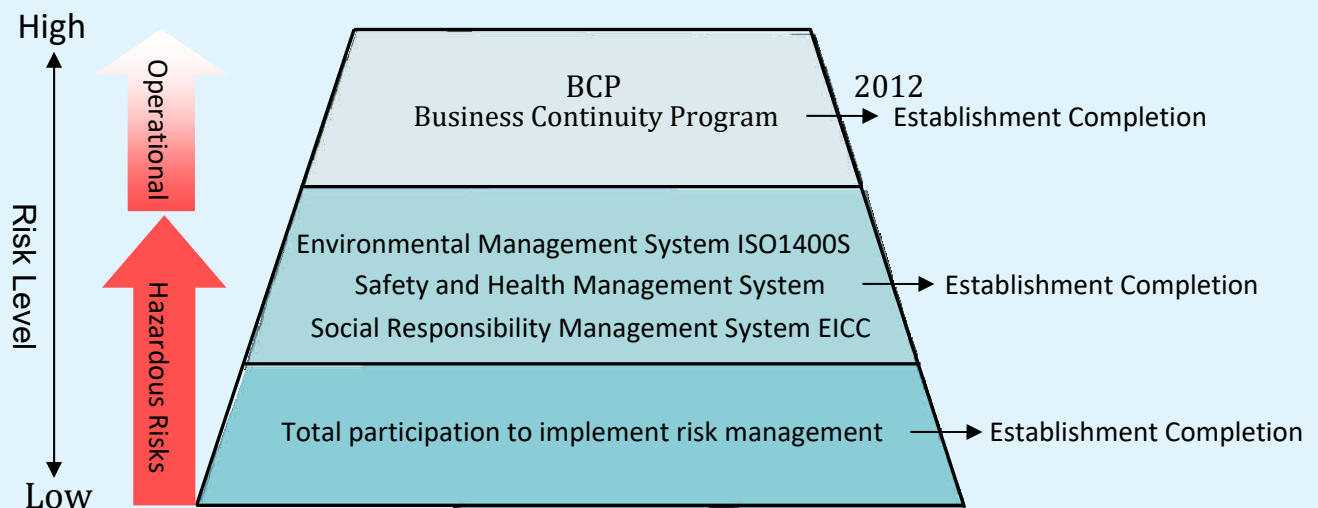 High
Operational
BCP
2012
Business Continuity Program
Establishment Completion
Risk Level
Environmental Management System ISO1400S
Safety and Health Management System
Establishment Completion
Social Responsibility Management System EICC
Hazardous Risks
Total participation to implement risk management
Establishment Completion
Low